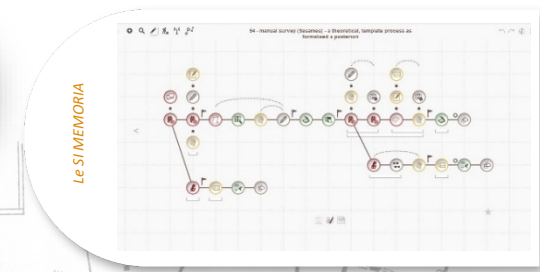 S4 - manual survey (Sesames) - a theoretical, template process as
formalised a posteriori
Le SI MEMORIA